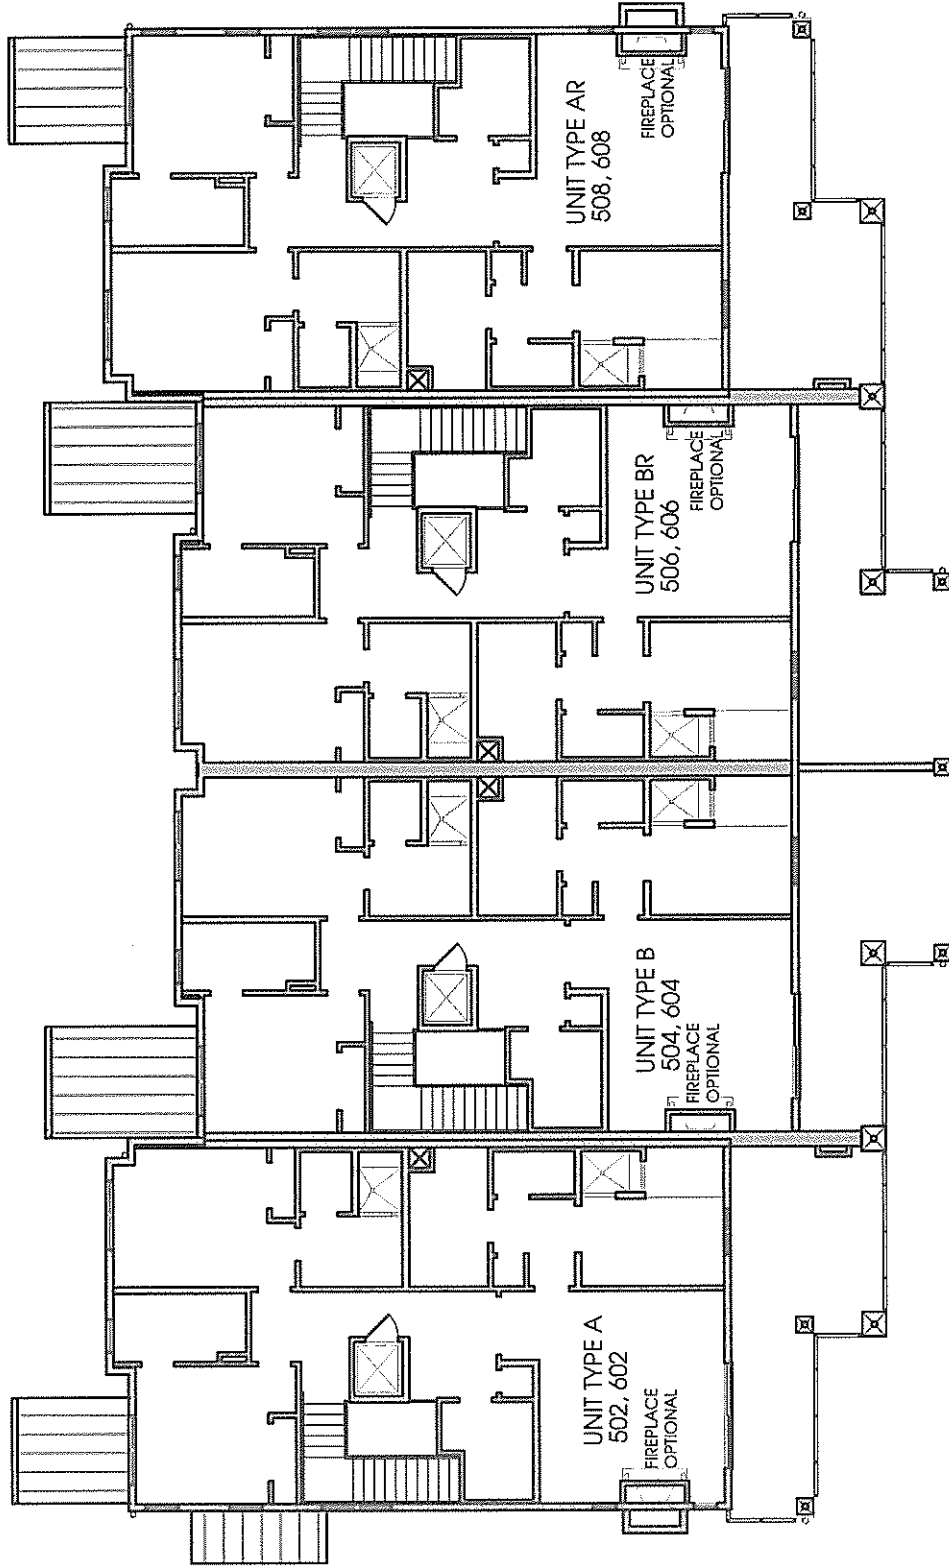 UNIT TYPE A
502, 602
FIREPLACE
OPTIONAL
UNIT TYPE B
504, 604
FIREPLACE
OPTIONAL
UNIT TYPE BR
506, 606
FIREPLACE
OPTIONAL
UNIT TYPE AR
508, 608
FIREPLACE
OPTIONAL